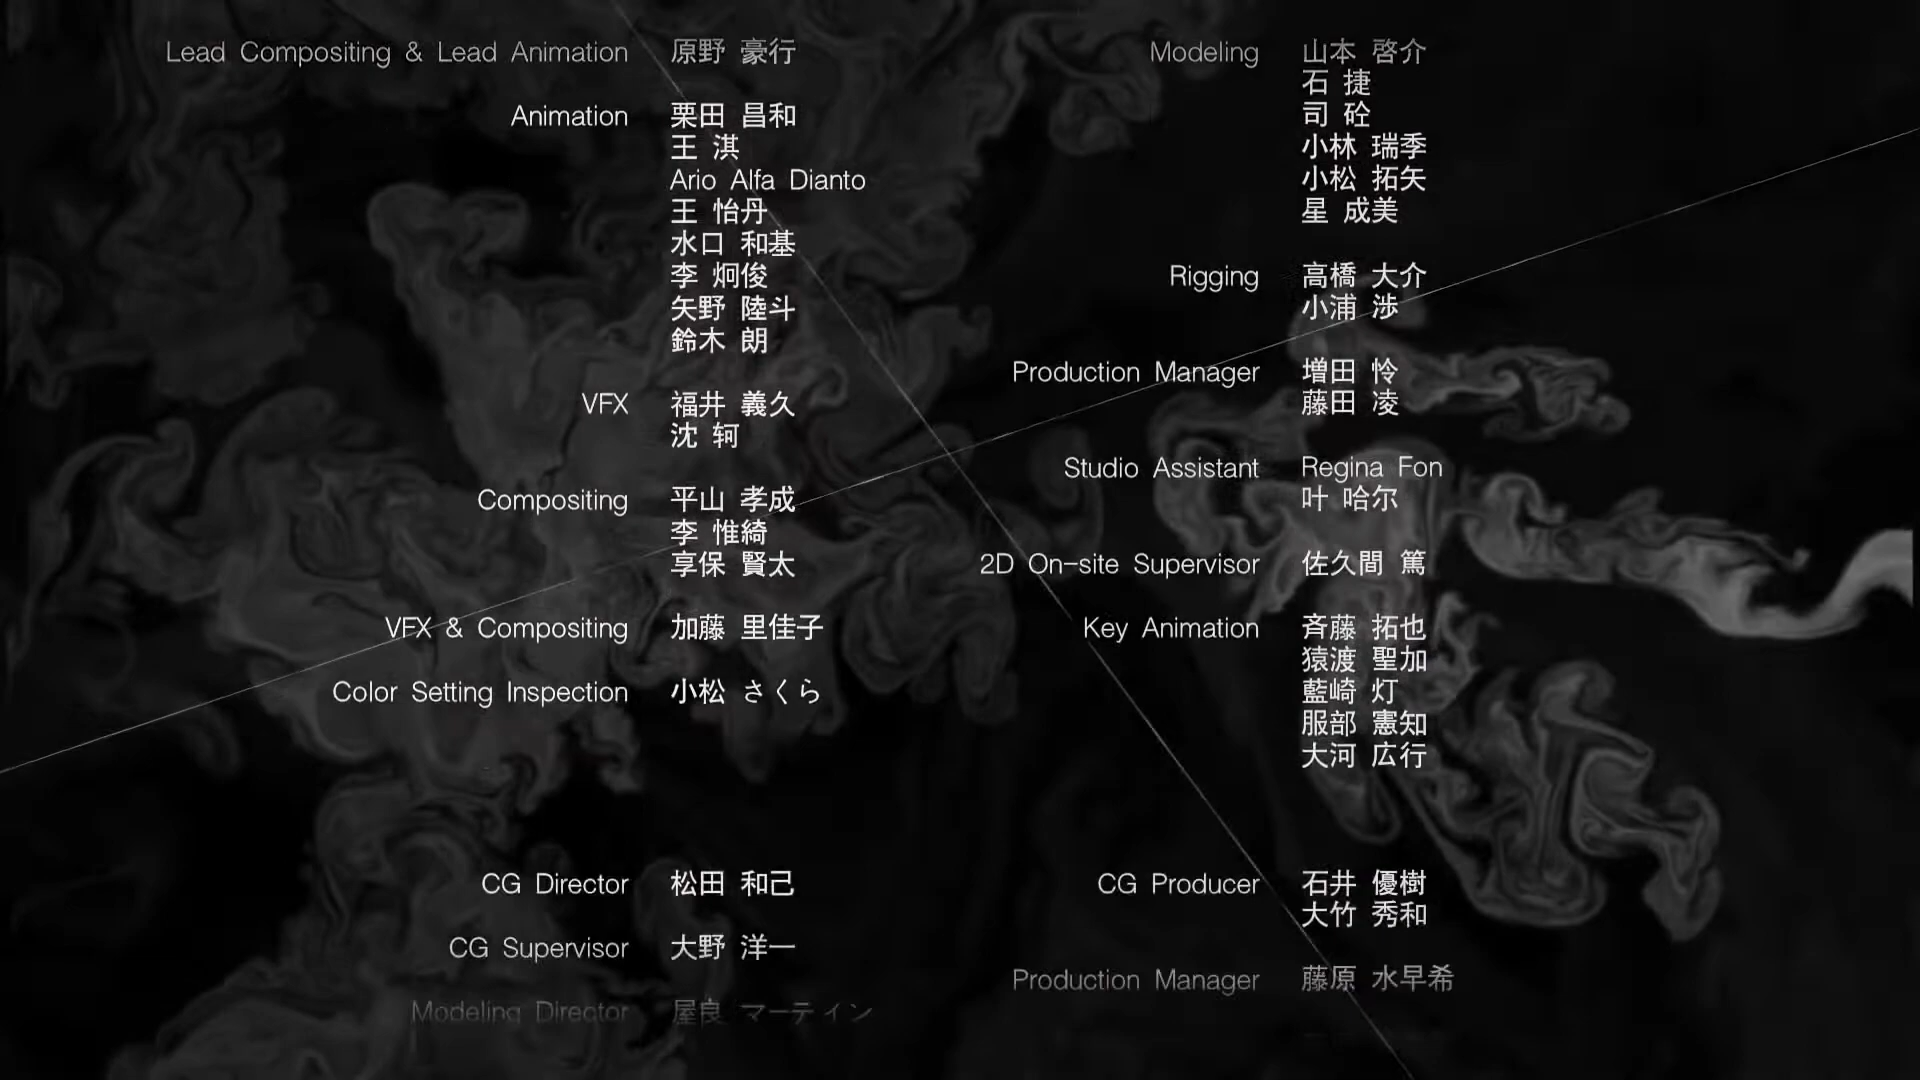 Lead Compositing & Lead Animation 原野 豪行
Animation 栗田 昌和
王 淇
Ario Alfa Dianto
王 怡丹
水口 和基
李 炯俊
矢野 陸斗
鈴木 朗
VFX 福井 義久
沈 轲
Compositing 平山 孝成
李 惟綺
享保 賢太
VFX & Compositing 加藤 里佳子
Color Setting Inspection 小松 さくら
CG Director 松田 和己
CG Supervisor 大野 洋一
Modeling Director 屋良 マーティン
Modeling 山本 啓介
石 捷
司 硂
小林 瑞季
小松 拓矢
星 成美
Rigging 高橋 大介
小浦 渉
Production Manager 増田 怜
藤田 凌
Studio Assistant Regina Fon
叶 哈尔
2D On-site Supervisor 佐久間 篤
Key Animation 斉藤 拓也
猿渡 聖加
藍崎 灯
服部 憲知
大河 広行
CG Producer 石井 優樹
大竹 秀和
Production Manager 藤原 水早希